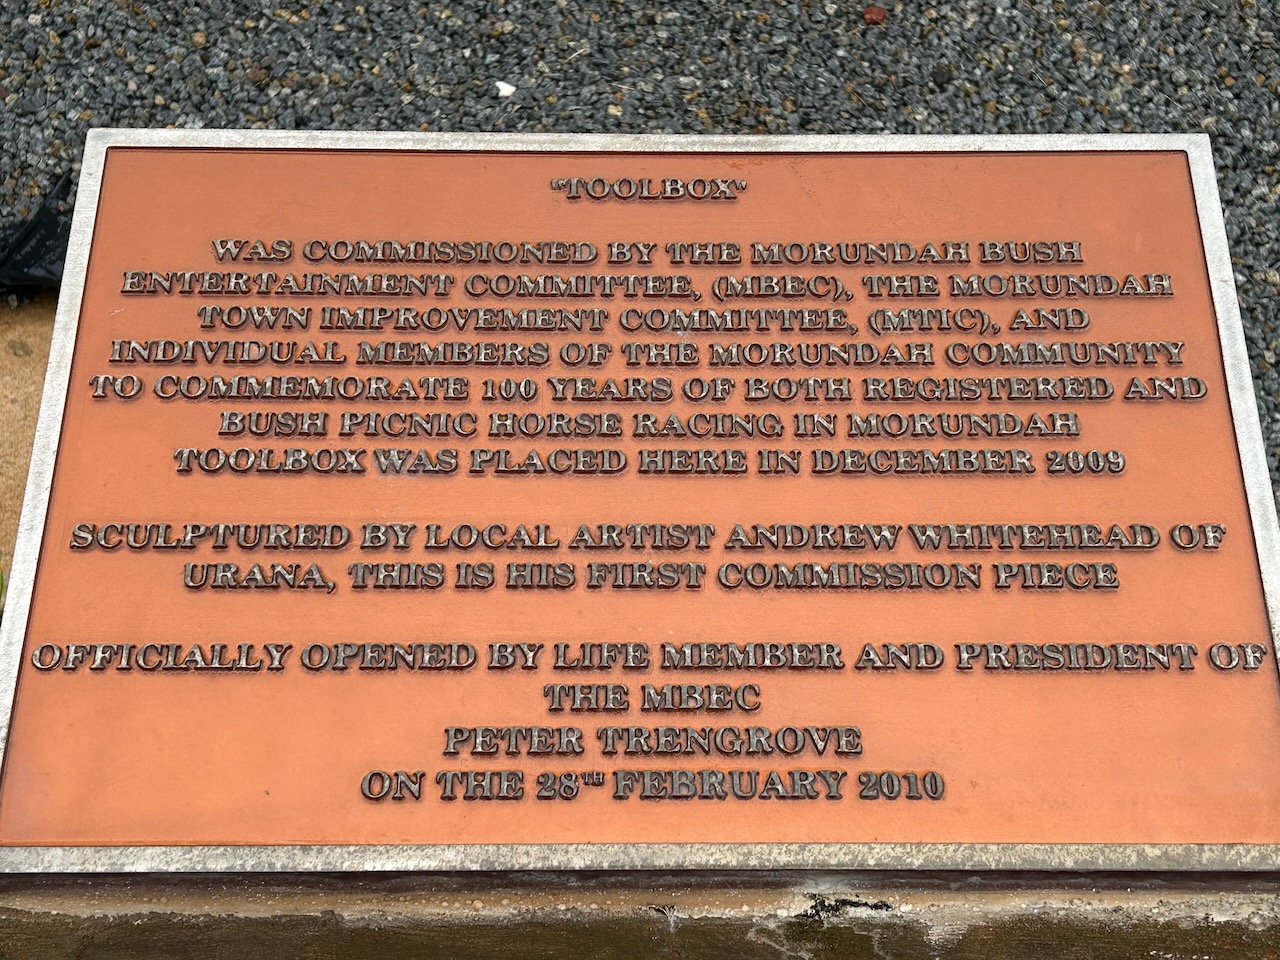 "TOOLBOX"
WAS COMMISSIONED BY THE MORUNDAH BUSH
ENTERTAINMENT COMMITTEE, (MBEC), THE MORUNDAH
TOWN IMPROVEMENT COMMITTEE, (MTIC), AND
INDIVIDUAL MEMBERS OF THE MORUNDAH COMMUNITY
TO COMMEMORATE 100 YEARS OF BOTH REGISTERED AND
BUSH PICNIC HORSE RACING IN MORUNDAH
TOOLBOX WAS PLACED HERE IN DECEMBER 2009
SCULPTURED BY LOCAL ARTIST ANDREW WHITEHEAD OF
URANA, THIS IS HIS FIRST COMMISSION PIECE
OFFICIALLY OPENED BY LIFE MEMBER AND PRESIDENT OF
THE MBEC
PETER TRENGROVE
ON THE 28TH FEBRUARY 2010